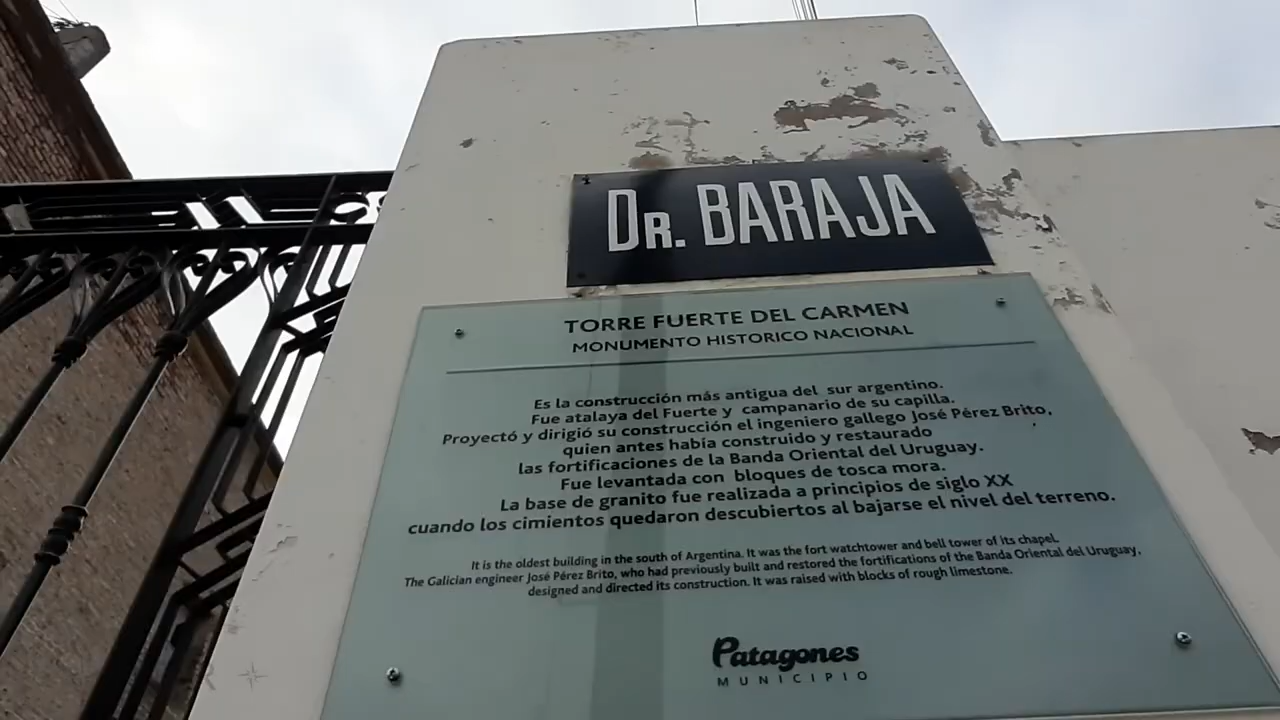 DR. BARAJA
TORRE FUERTE DEL CARMEN
MONUMENTO HISTORICO NACIONAL
Es la construcción más antigua del sur argentino.
Fue atalaya del Fuerte y campanario de su capilla.
Proyectó y dirigió su construcción el ingeniero gallego José Pérez Brito,
quien antes había construido y restaurado
las fortificaciones de la Banda Oriental del Uruguay.
Fue levantada con bloques de tosca mora.
La base de granito fue realizada a principios de siglo XX
cuando los cimientos quedaron descubiertos al bajarse el nivel del terreno.
It is the oldest building in the south of Argentina. It was the fort watchtower and bell tower of its chapel.
The Galician engineer José Pérez Brito, who had previously built and restored the fortifications of the Banda Oriental del Uruguay,
designed and directed its construction. It was raised with blocks of rough limestone.
Patagones
MUNICIPIO